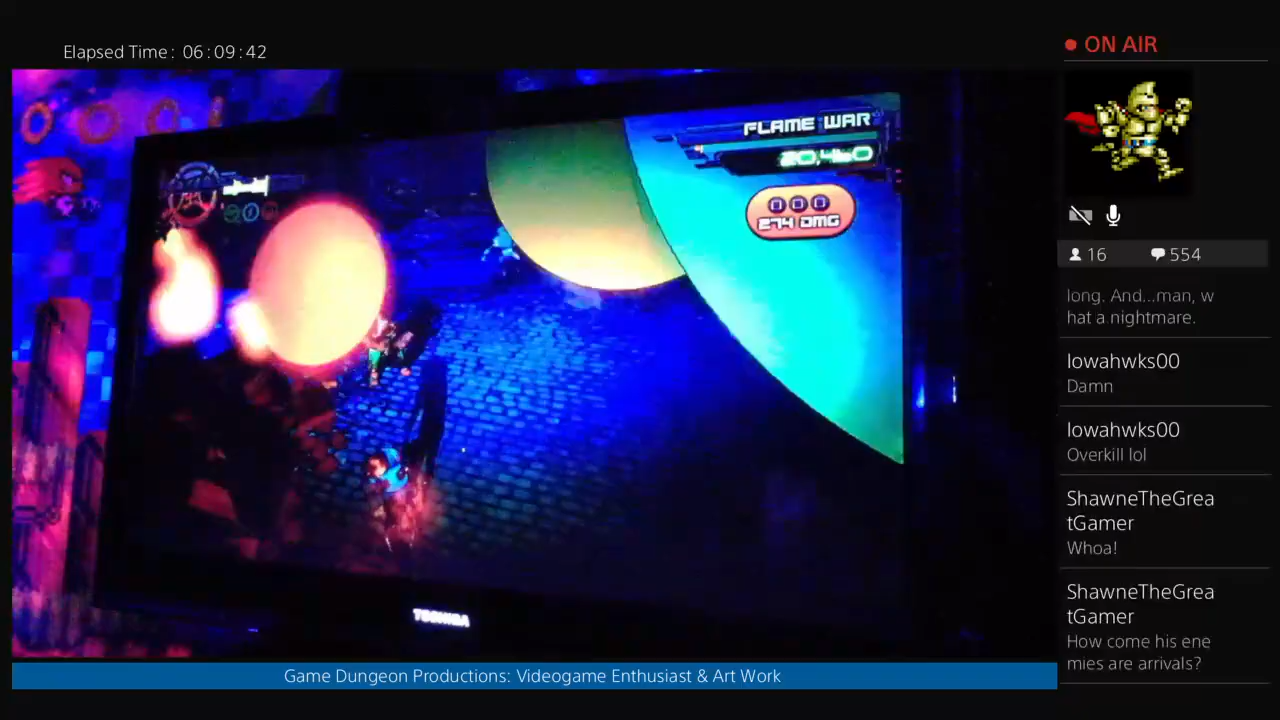 Elapsed Time: 06:09:42
ON AIR
FLAME WAR
20,460
274 DMG
16
554
long. And...man, w
hat a nightmare.
Iowahwks00
Damn
Iowahwks00
Overkill lol
ShawneTheGrea
tGamer
Whoa!
ShawneTheGrea
tGamer
How come his ene
mies are arrivals?
TOSHIBA
Game Dungeon Productions: Videogame Enthusiast & Art Work